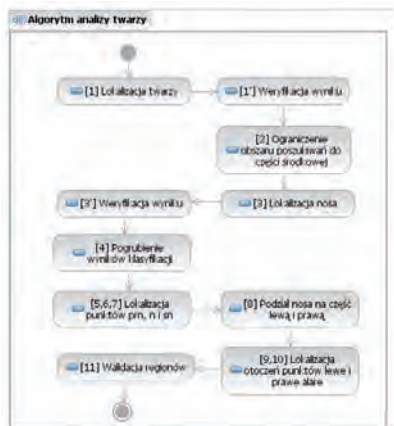 Algorytm analizy twarzy
[1] Lokalizacja twarzy
[1'] Weryfikacja wyniku
[2] Ograniczenie
obszaru poszukiwań do
części środkowej
[3'] Weryfikacja wyniku
[3] Lokalizacja nosa
[4] Pogrubienie
wyników klasyfikacji
[5,6,7] Lokalizacja
punktów prn, n i sn
[8] Podział nosa na część
lewą i prawą
[11] Walidacja regionów
[9,10] Lokalizacja
otoczeń punktów lewe i
prawe alare